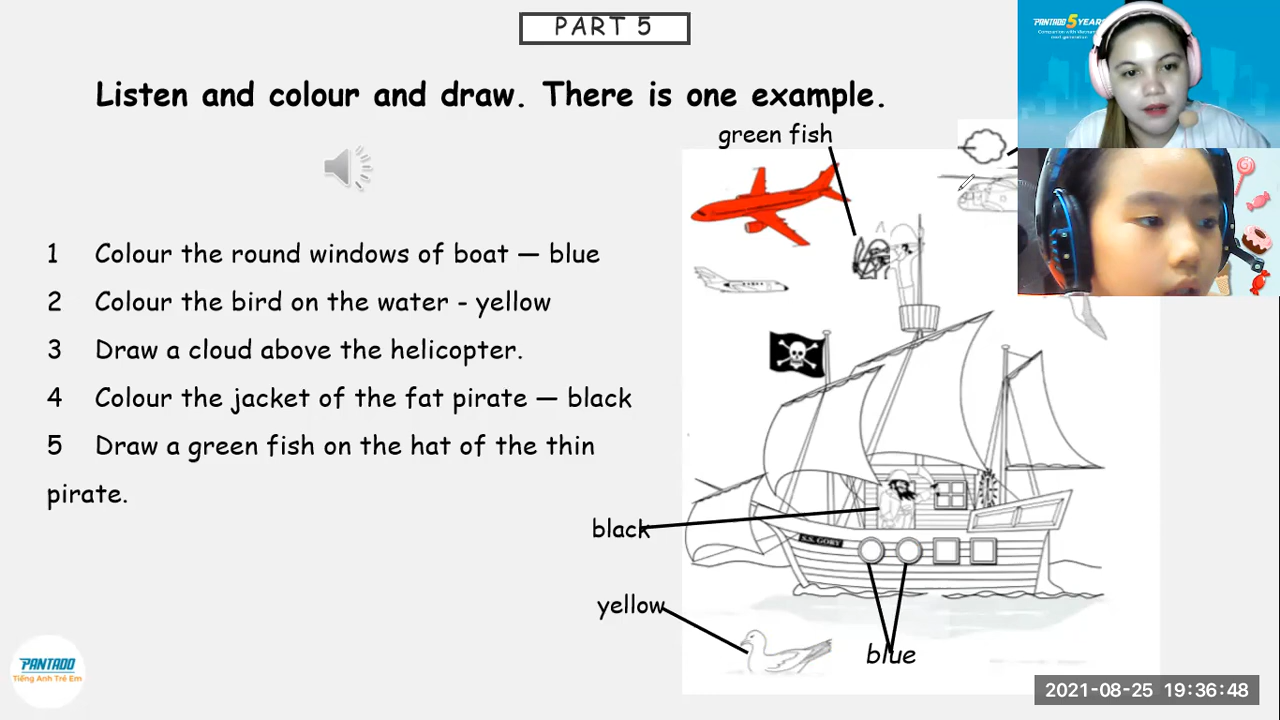 PART 5
PANTADO 5 YEARS
Listen and colour and draw. There is one example.
green fish
1 Colour the round windows of boat — blue
2 Colour the bird on the water - yellow
3 Draw a cloud above the helicopter.
4 Colour the jacket of the fat pirate — black
5 Draw a green fish on the hat of the thin
pirate.
black
S.S. GORY
yellow
blue
PANTADO
Tiếng Anh Trẻ Em
2021-08-25 19:36:48